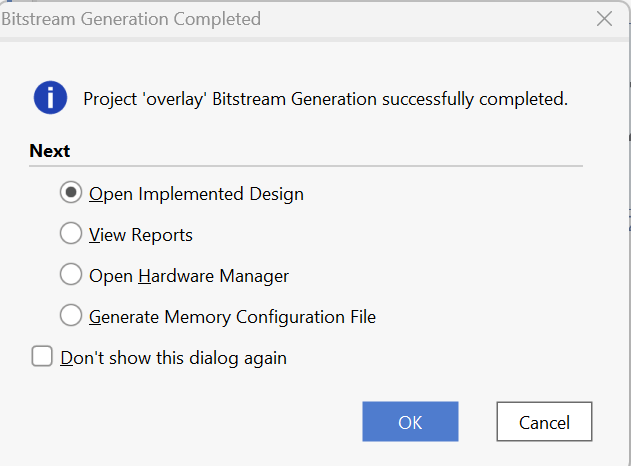 Bitstream Generation Completed
Project 'overlay' Bitstream Generation successfully completed.
Next
Open Implemented Design
View Reports
Open Hardware Manager
Generate Memory Configuration File
Don't show this dialog again
OK Cancel